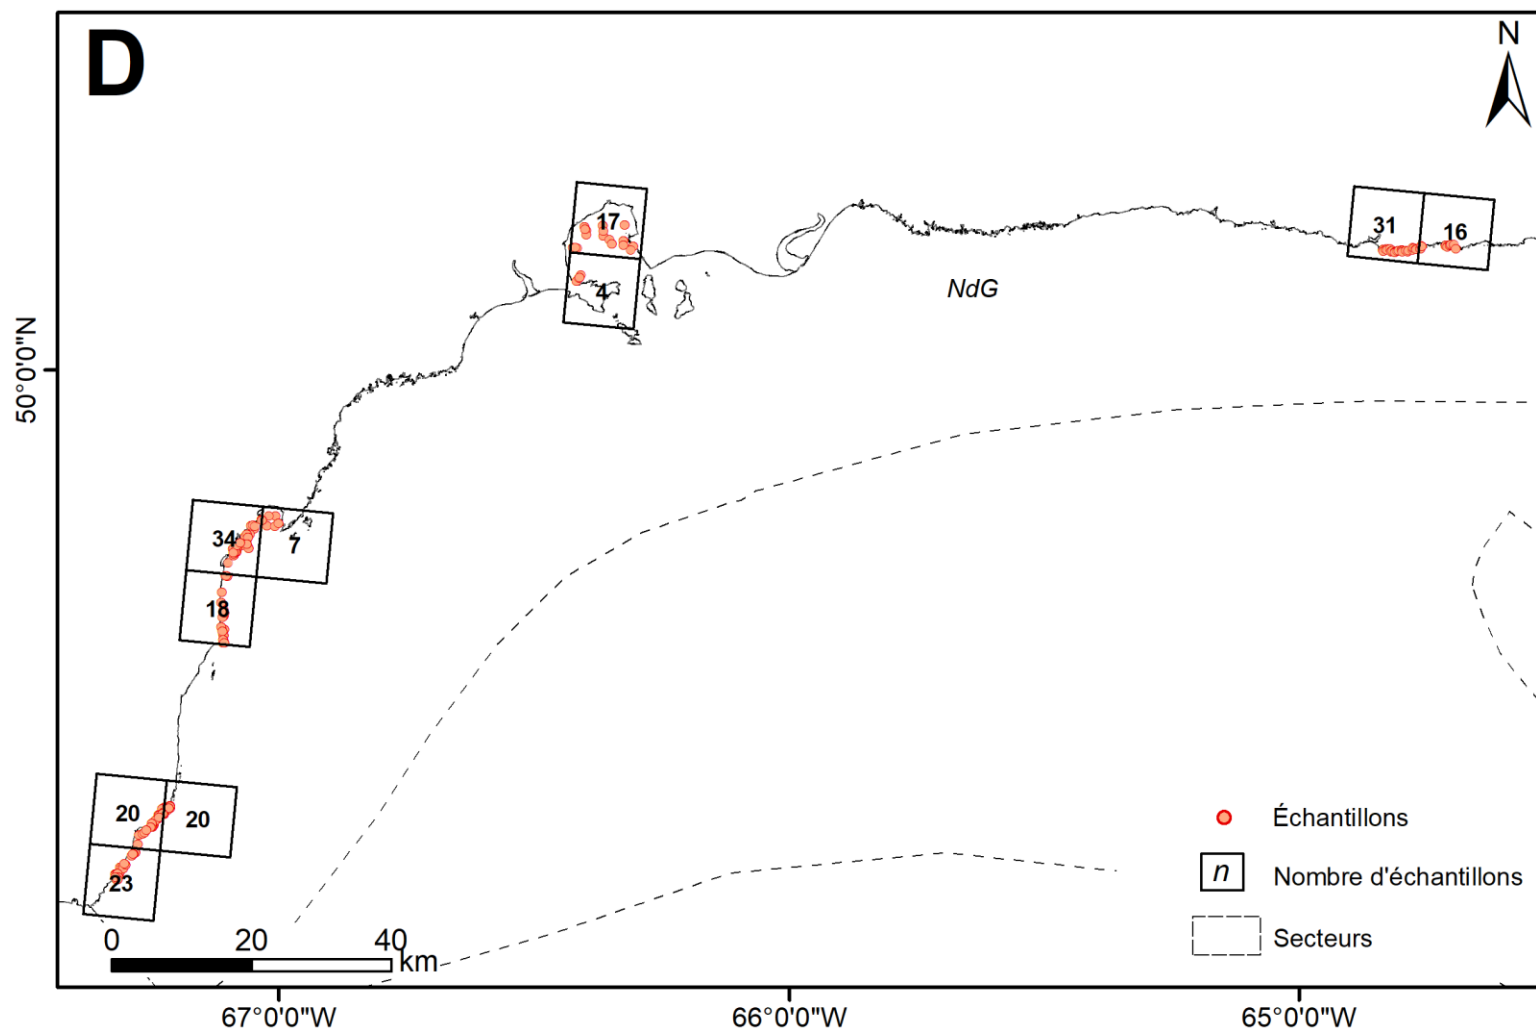 D
N
17
31
16
4
NdG
50°0'0"N
34
7
18
20
20
23
Échantillons
n
Nombre d'échantillons
Secteurs
0 20 40
km
67°0'0"W 66°0'0"W 65°0'0"W